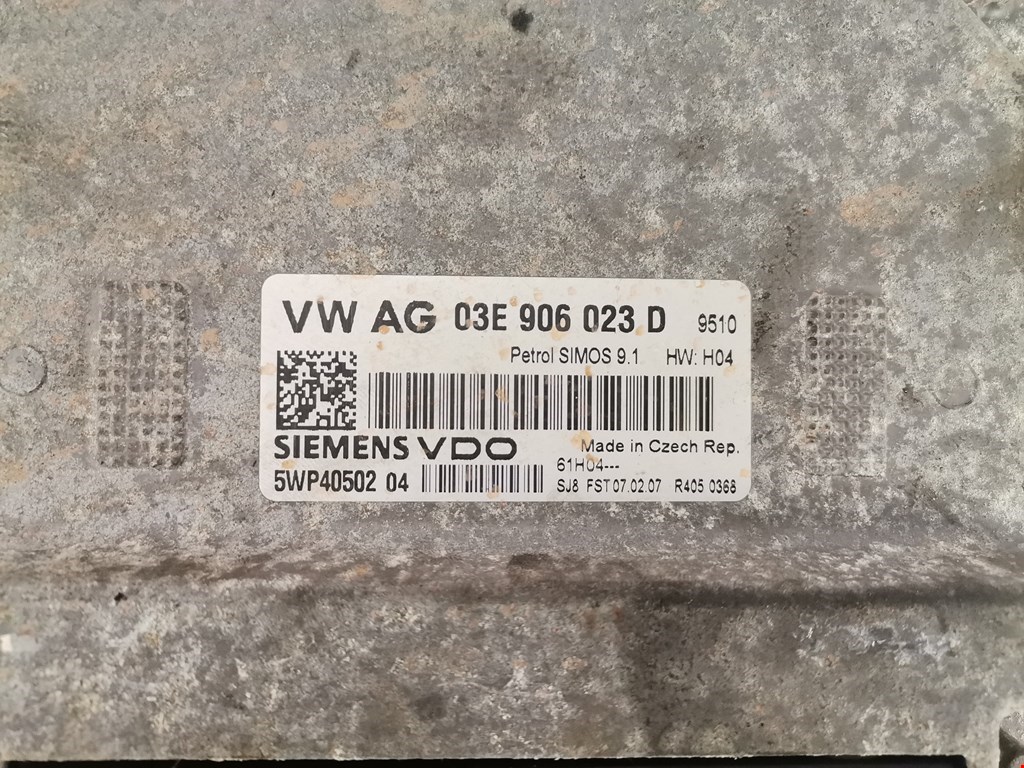 VW AG 03E 906 023 D 9510
Petrol SIMOS 9.1 HW: H04
SIEMENS VDO Made in Czech Rep.
61H04---
5WP40502 04 SJ8 FST 07.02.07 R405 0368